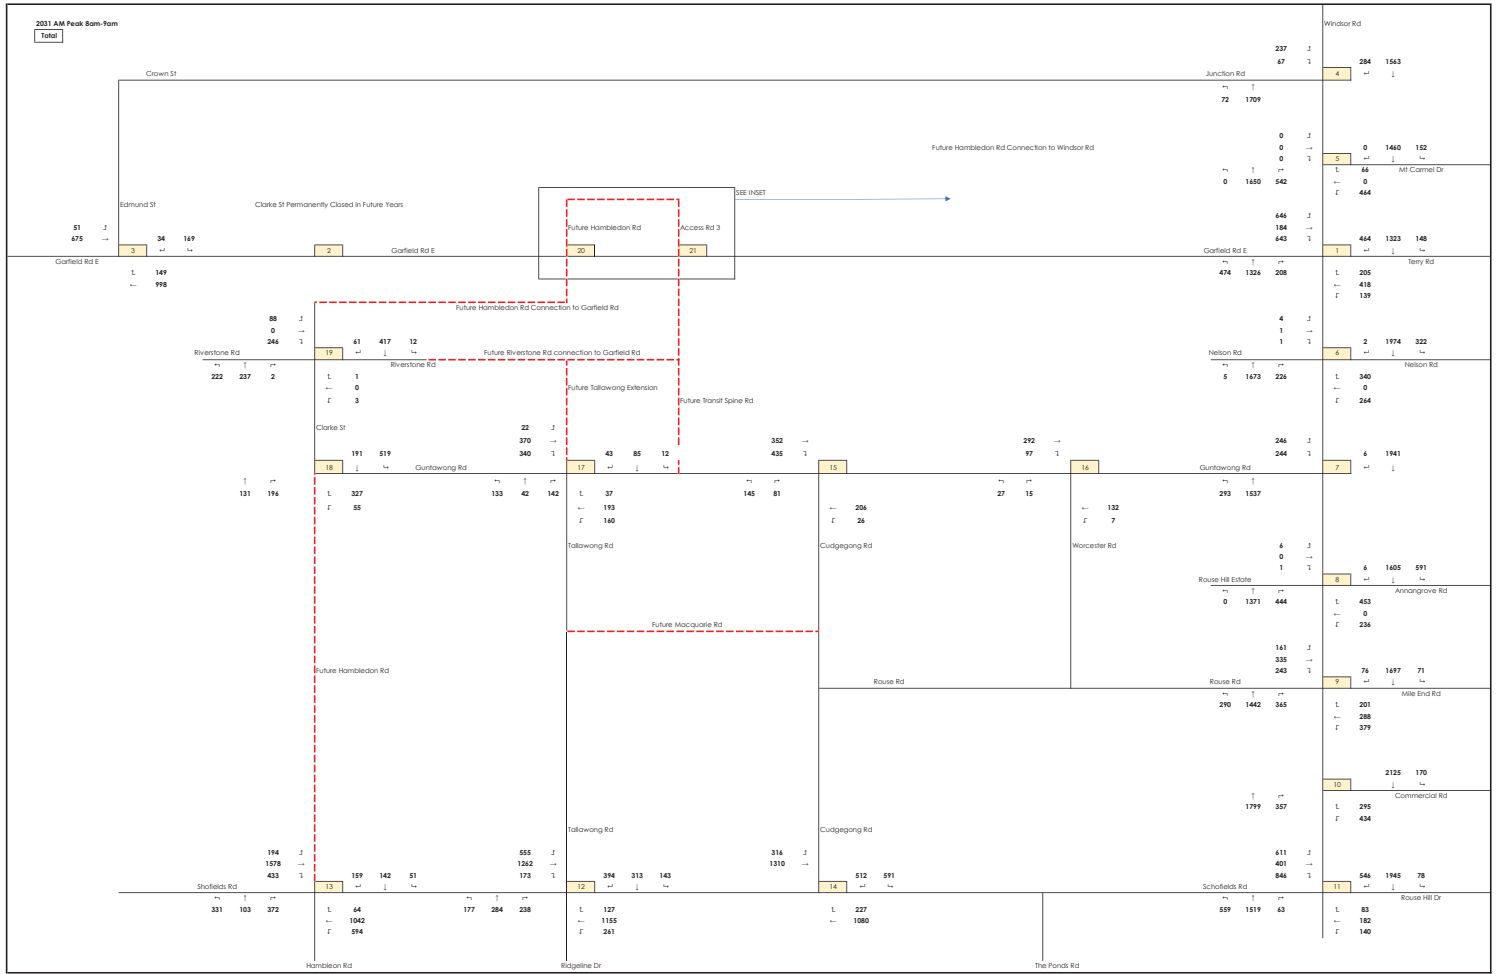 2031 AM Peak 8am-9am
Total
Windsor Rd
237
67
284 1563
Crown St
Junction Rd
4
72 1709
Future Hambledon Rd Connection to Windsor Rd
0
0
0
0 1460 152
5
Mt Carmel Dr
0 1650 542
66
0
464
SEE INSET
Edmund St
Clarke St Permanently Closed in Future Years
51
675
34 169
Future Hambledon Rd
Access Rd 3
646
184
643
464 1323 148
3
2
Garfield Rd E
20
21
Garfield Rd E
1
Garfield Rd E
Terry Rd
149
998
474 1326 208
205
418
139
Future Hambledon Rd Connection to Garfield Rd
88
0
246
61 417 12
4
1
1
2 1974 322
Riverstone Rd
19
Future Riverstone Rd connection to Garfield Rd
Nelson Rd
6
Riverstone Rd
Nelson Rd
222 237 2
1
0
3
5 1673 226
340
0
264
Future Tallawong Extension
Future Transit Spine Rd
Clarke St
191 519
22
370
340
43 85 12
352
435
292
97
246
244
6 1941
18
Guntawong Rd
17
15
16
Guntawong Rd
7
131 196
327
55
133 42 142
37
193
160
145 81
206
26
27 15
132
7
293 1537
Tallawong Rd
Cudgegong Rd
Worcester Rd
6
0
1
6 1605 591
Rouse Hill Estate
8
Annangrove Rd
0 1371 444
453
0
236
Future Macquarie Rd
Future Hambledon Rd
161
335
243
76 1697 71
Rouse Rd
Rouse Rd
9
Mile End Rd
290 1442 365
201
288
379
2125 170
10
Commercial Rd
1799 357
295
434
Tallawong Rd
Cudgegong Rd
194
1578
433
159 142 51
555
1262
173
394 313 143
316
1310
512 591
611
401
846
546 1945 78
Shofields Rd
13
12
14
Schofields Rd
11
Rouse Hill Dr
331 103 372
64
1042
594
177 284 238
127
1155
261
227
1080
559 1519 63
83
182
140
Hambleon Rd
Ridgeline Dr
The Ponds Rd